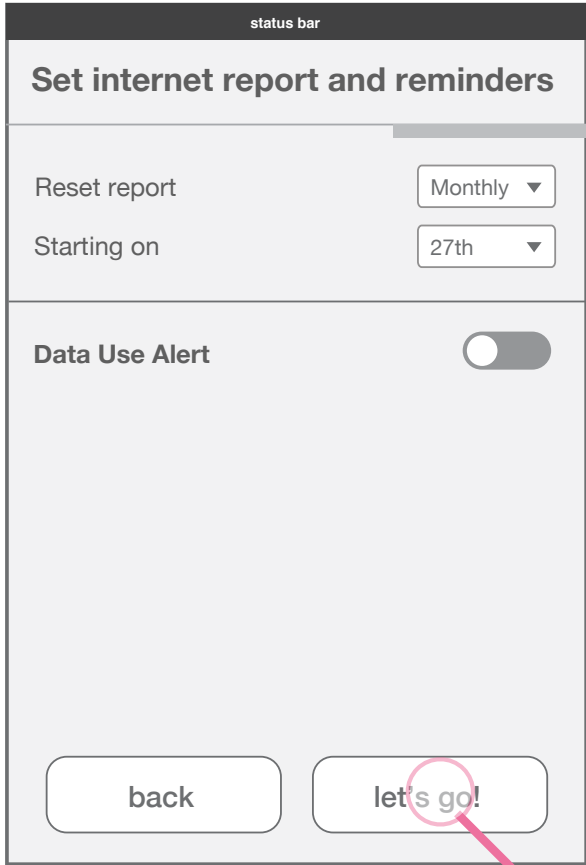 status bar
Set internet report and reminders
Reset report
Monthly
Starting on
27th
Data Use Alert
back
let's go!